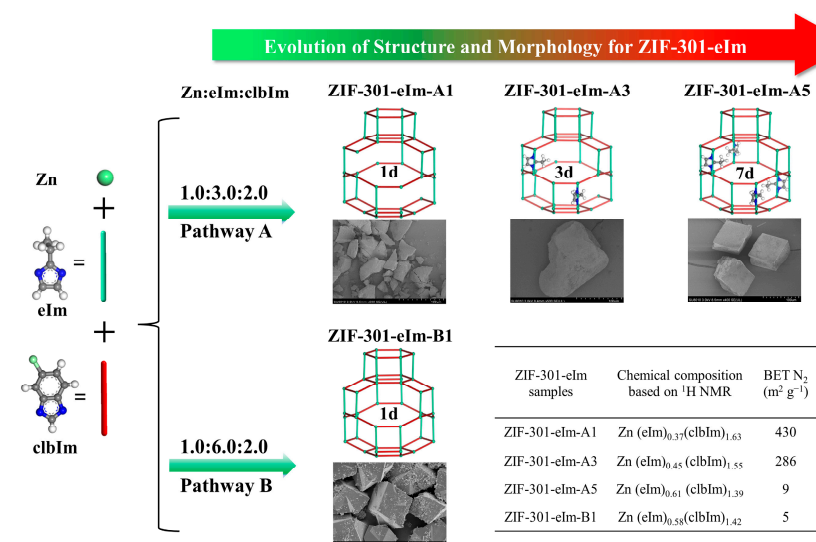 Evolution of Structure and Morphology for ZIF-301-eIm
Zn:eIm:clbIm
ZIF-301-eIm-A1
ZIF-301-eIm-A3
ZIF-301-eIm-A5
Zn
+
eIm
=
+
clbIm
=
1.0:3.0:2.0
Pathway A
1d
3d
7d
ZIF-301-eIm-B1
1.0:6.0:2.0
Pathway B
1d
ZIF-301-eIm samples Chemical composition based on ¹H NMR BET N₂ (m² g⁻¹)
ZIF-301-eIm-A1 Zn (eIm)₀.₃₇(clbIm)₁.₆₃ 430
ZIF-301-eIm-A3 Zn (eIm)₀.₄₅ (clbIm)₁.₅₅ 286
ZIF-301-eIm-A5 Zn (eIm)₀.₆₁ (clbIm)₁.₃₉ 9
ZIF-301-eIm-B1 Zn (eIm)₀.₅₈(clbIm)₁.₄₂ 5